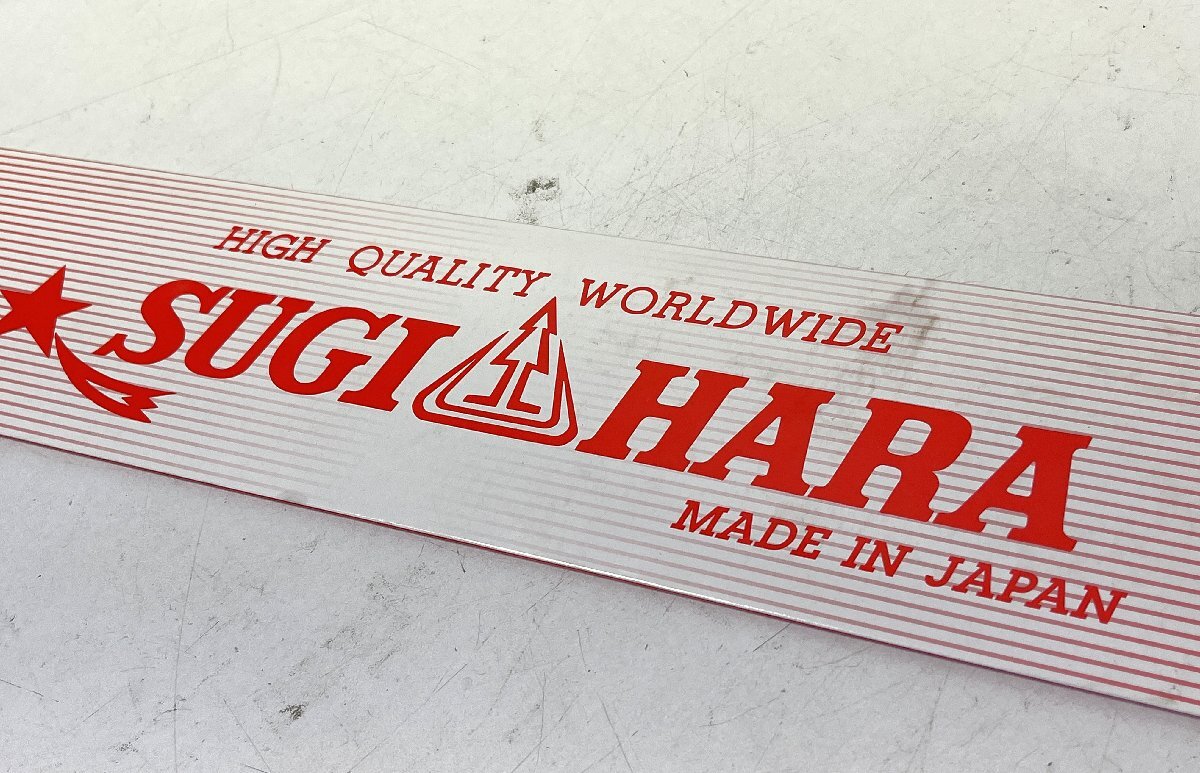 HIGH QUALITY WORLDWIDE
SUGI HARA
MADE IN JAPAN